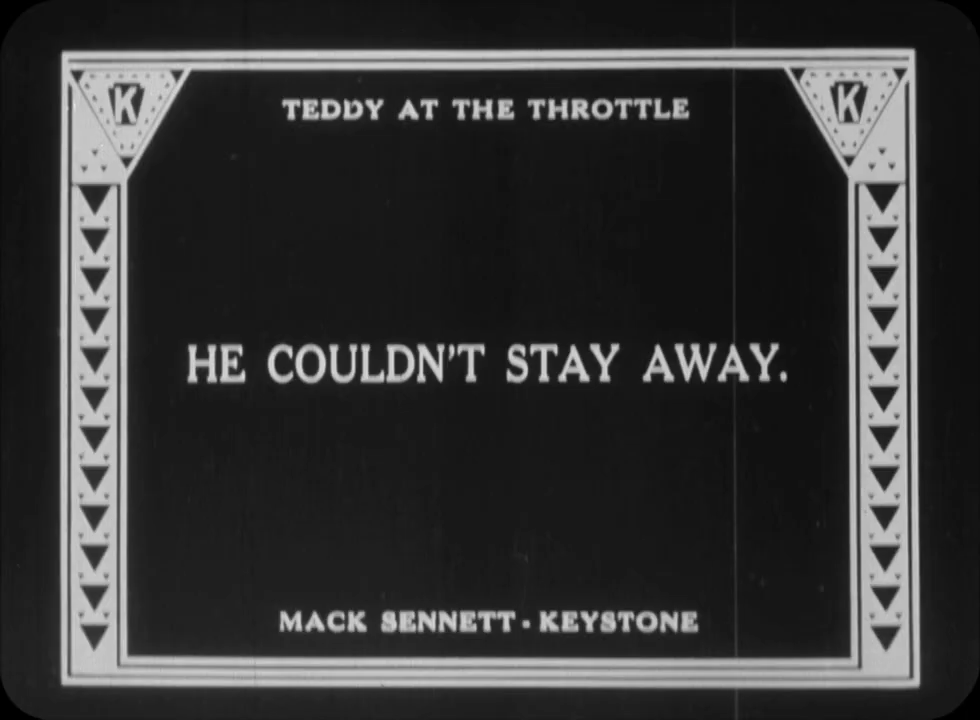 K K
TEDDY AT THE THROTTLE
HE COULDN'T STAY AWAY.
MACK SENNETT · KEYSTONE